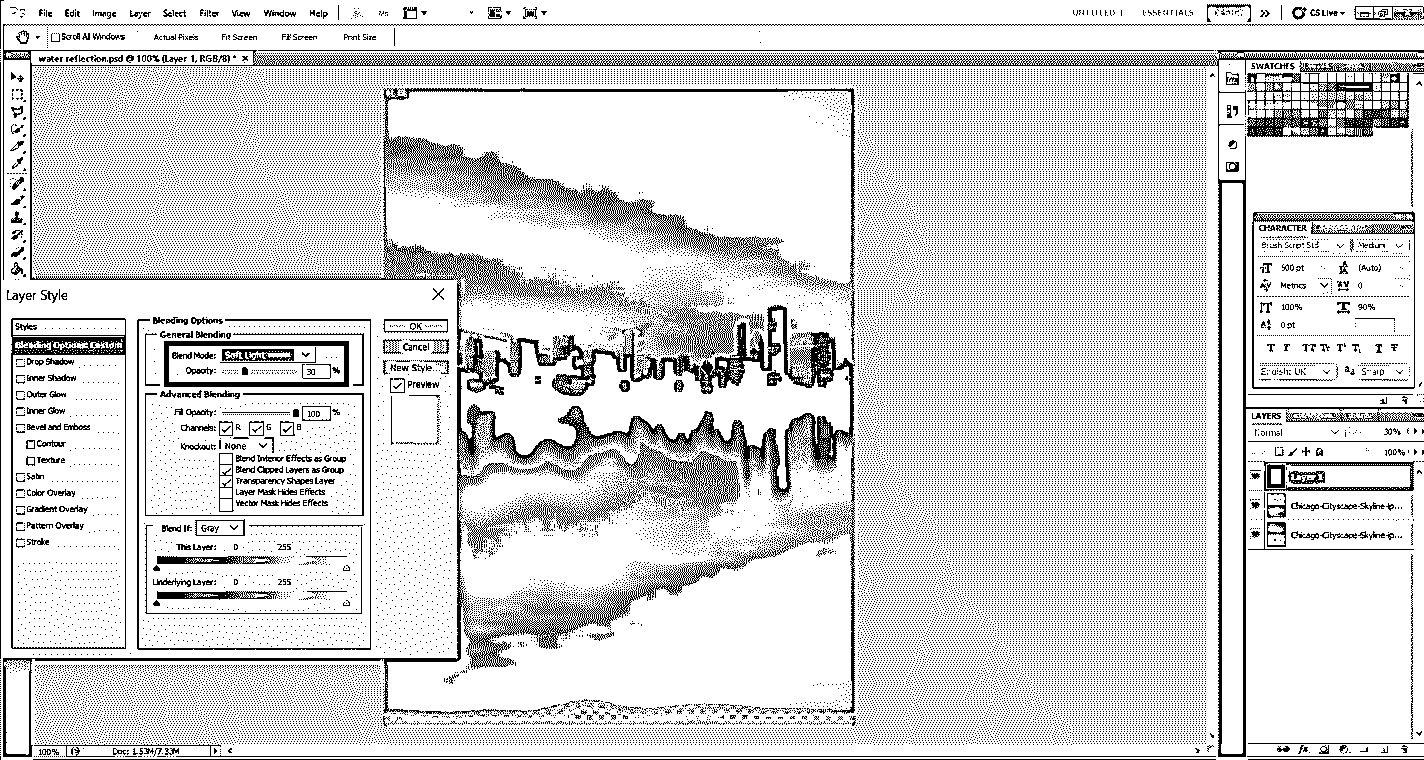 File Edit Image Layer Select Filter View Window Help
UNTITLED 1 ESSENTIALS CS Live
Scroll All Windows Actual Pixels Fit Screen Fill Screen Print Size
water reflection.psd @ 100% (Layer 1, RGB/8) * ×
SWATCHES
CHARACTER
Brush Script Std Medium
500 pt (Auto)
Metrics 0
100% 90%
0 pt
English: UK Sharp
LAYERS
Normal 30%
100%
Layer 1
Chicago-Cityscape-Skyline-ip...
Chicago-Cityscape-Skyline-ip...
Layer Style
Styles
Blending Options: Custom
Drop Shadow
Inner Shadow
Outer Glow
Inner Glow
Bevel and Emboss
Contour
Texture
Satin
Color Overlay
Gradient Overlay
Pattern Overlay
Stroke
Blending Options
General Blending
Blend Mode: Soft Light
Opacity: 30 %
Advanced Blending
Fill Opacity: 100 %
Channels: R G B
Knockout: None
Blend Interior Effects as Group
Blend Clipped Layers as Group
Transparency Shapes Layer
Layer Mask Hides Effects
Vector Mask Hides Effects
Blend If: Gray
This Layer: 0 255
Underlying Layer: 0 255
OK
Cancel
New Style...
Preview
100% Doc: 1.53M/7.33M